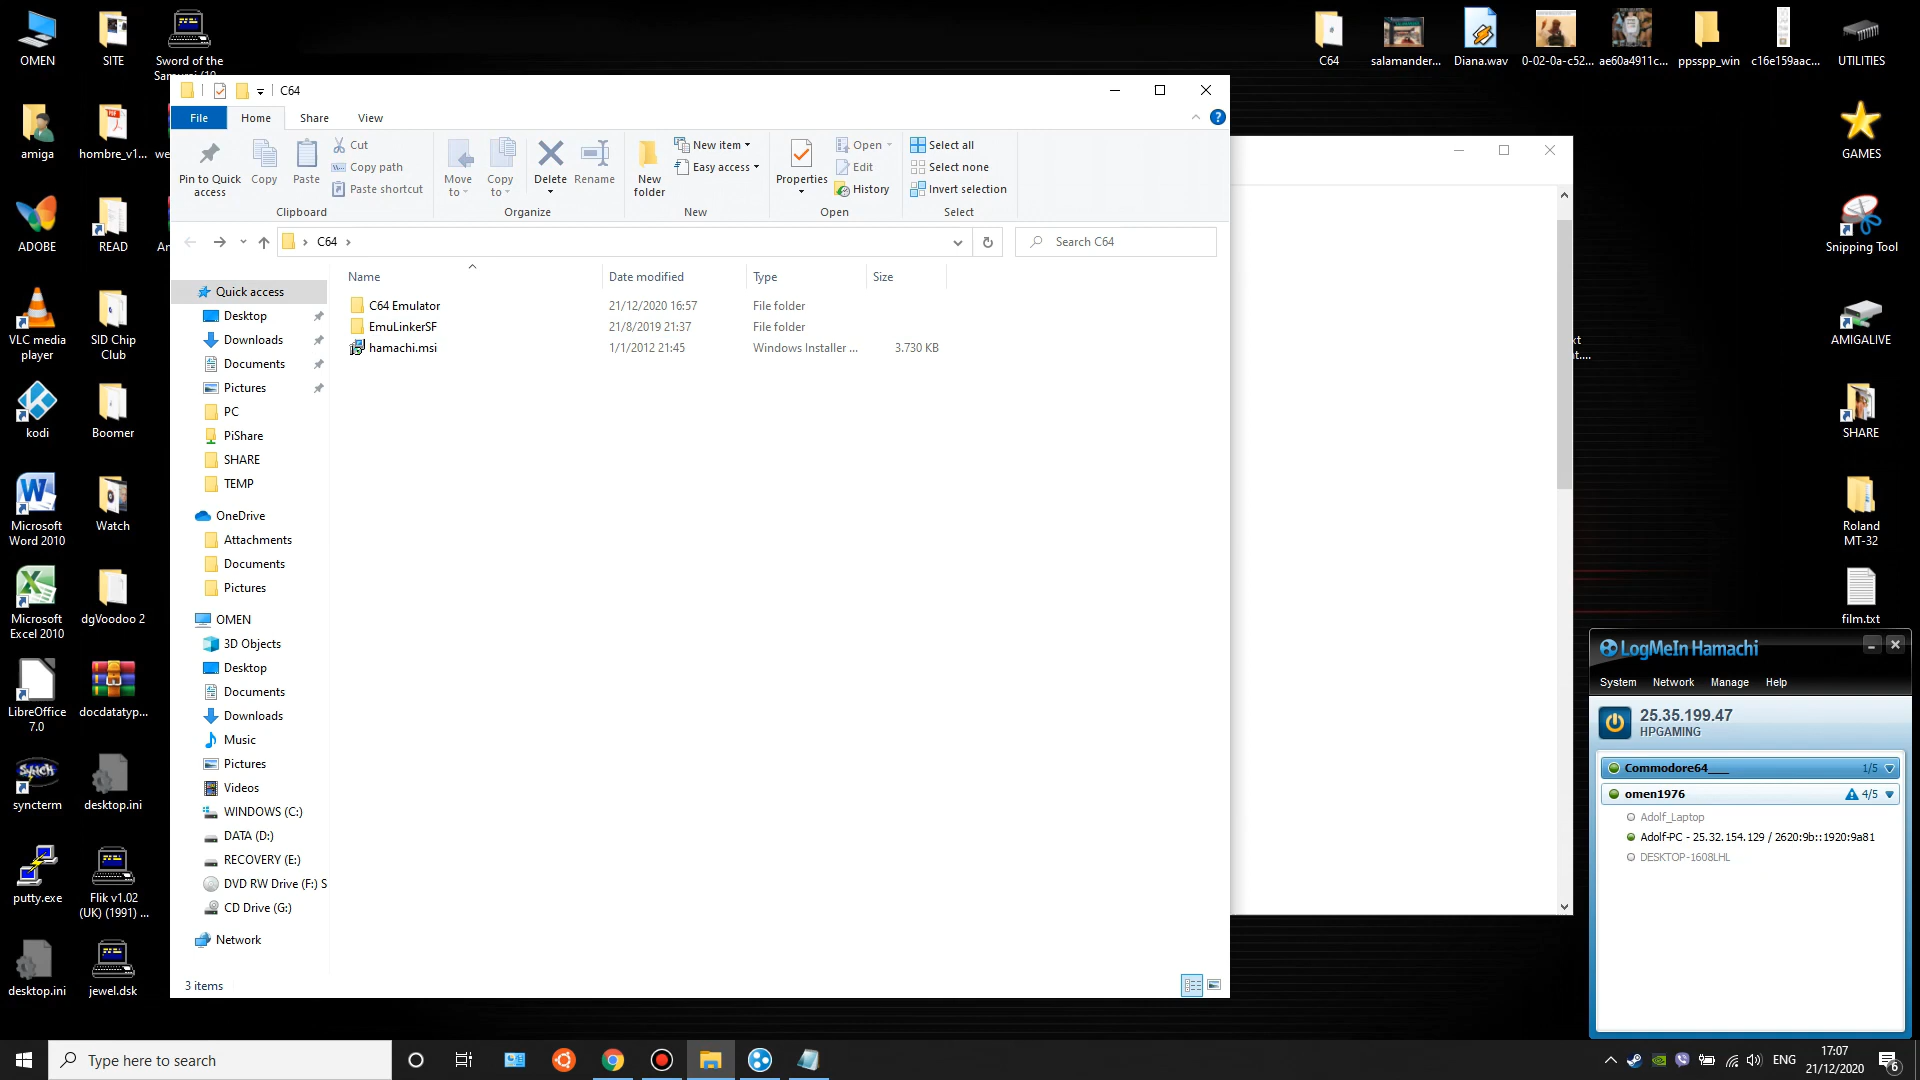 OMEN
SITE
Sword of the
Samurai (10
C64
salamander...
Diana.wav
0-02-0a-c52...
ae60a4911c...
ppsspp_win
c16e159aac...
UTILITIES
amiga
hombre_v1...
we
GAMES
ADOBE
READ
Snipping Tool
VLC media
player
SID Chip
Club
AMIGALIVE
kodi
Boomer
SHARE
Microsoft
Word 2010
Watch
Roland
MT-32
Microsoft
Excel 2010
dgVoodoo 2
film.txt
LibreOffice
7.0
docdatatyp...
syncterm
desktop.ini
putty.exe
Flik v1.02
(UK) (1991) ...
desktop.ini
jewel.dsk
C64
File
Home
Share
View
Pin to Quick
access
Copy
Paste
Cut
Copy path
Paste shortcut
Clipboard
Move
to
Copy
to
Delete
Rename
Organize
New
folder
New item
Easy access
New
Properties
Open
Edit
History
Open
Select all
Select none
Invert selection
Select
C64
Search C64
Name
Date modified
Type
Size
C64 Emulator 21/12/2020 16:57 File folder
EmuLinkerSF 21/8/2019 21:37 File folder
hamachi.msi 1/1/2012 21:45 Windows Installer ... 3.730 KB
Quick access
Desktop
Downloads
Documents
Pictures
PC
PiShare
SHARE
TEMP
OneDrive
Attachments
Documents
Pictures
OMEN
3D Objects
Desktop
Documents
Downloads
Music
Pictures
Videos
WINDOWS (C:)
DATA (D:)
RECOVERY (E:)
DVD RW Drive (F:) S
CD Drive (G:)
Network
3 items
LogMeIn Hamachi
System Network Manage Help
25.35.199.47
HPGAMING
Commodore64___ 1/5
omen1976 4/5
Adolf_Laptop
Adolf-PC - 25.32.154.129 / 2620:9b::1920:9a81
DESKTOP-1608LHL
Type here to search
ENG
17:07
21/12/2020
6